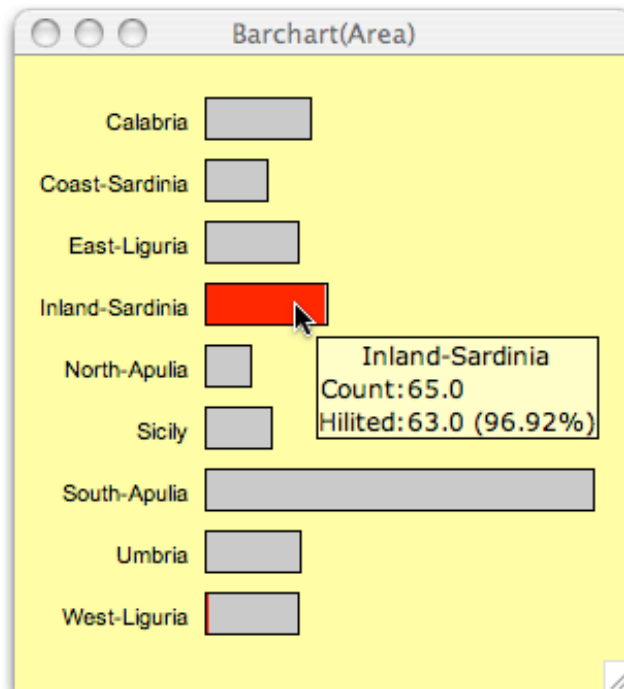 Barchart(Area)
Calabria
Coast-Sardinia
East-Liguria
Inland-Sardinia
North-Apulia
Inland-Sardinia
Count:65.0
Hilited:63.0 (96.92%)
Sicily
South-Apulia
Umbria
West-Liguria